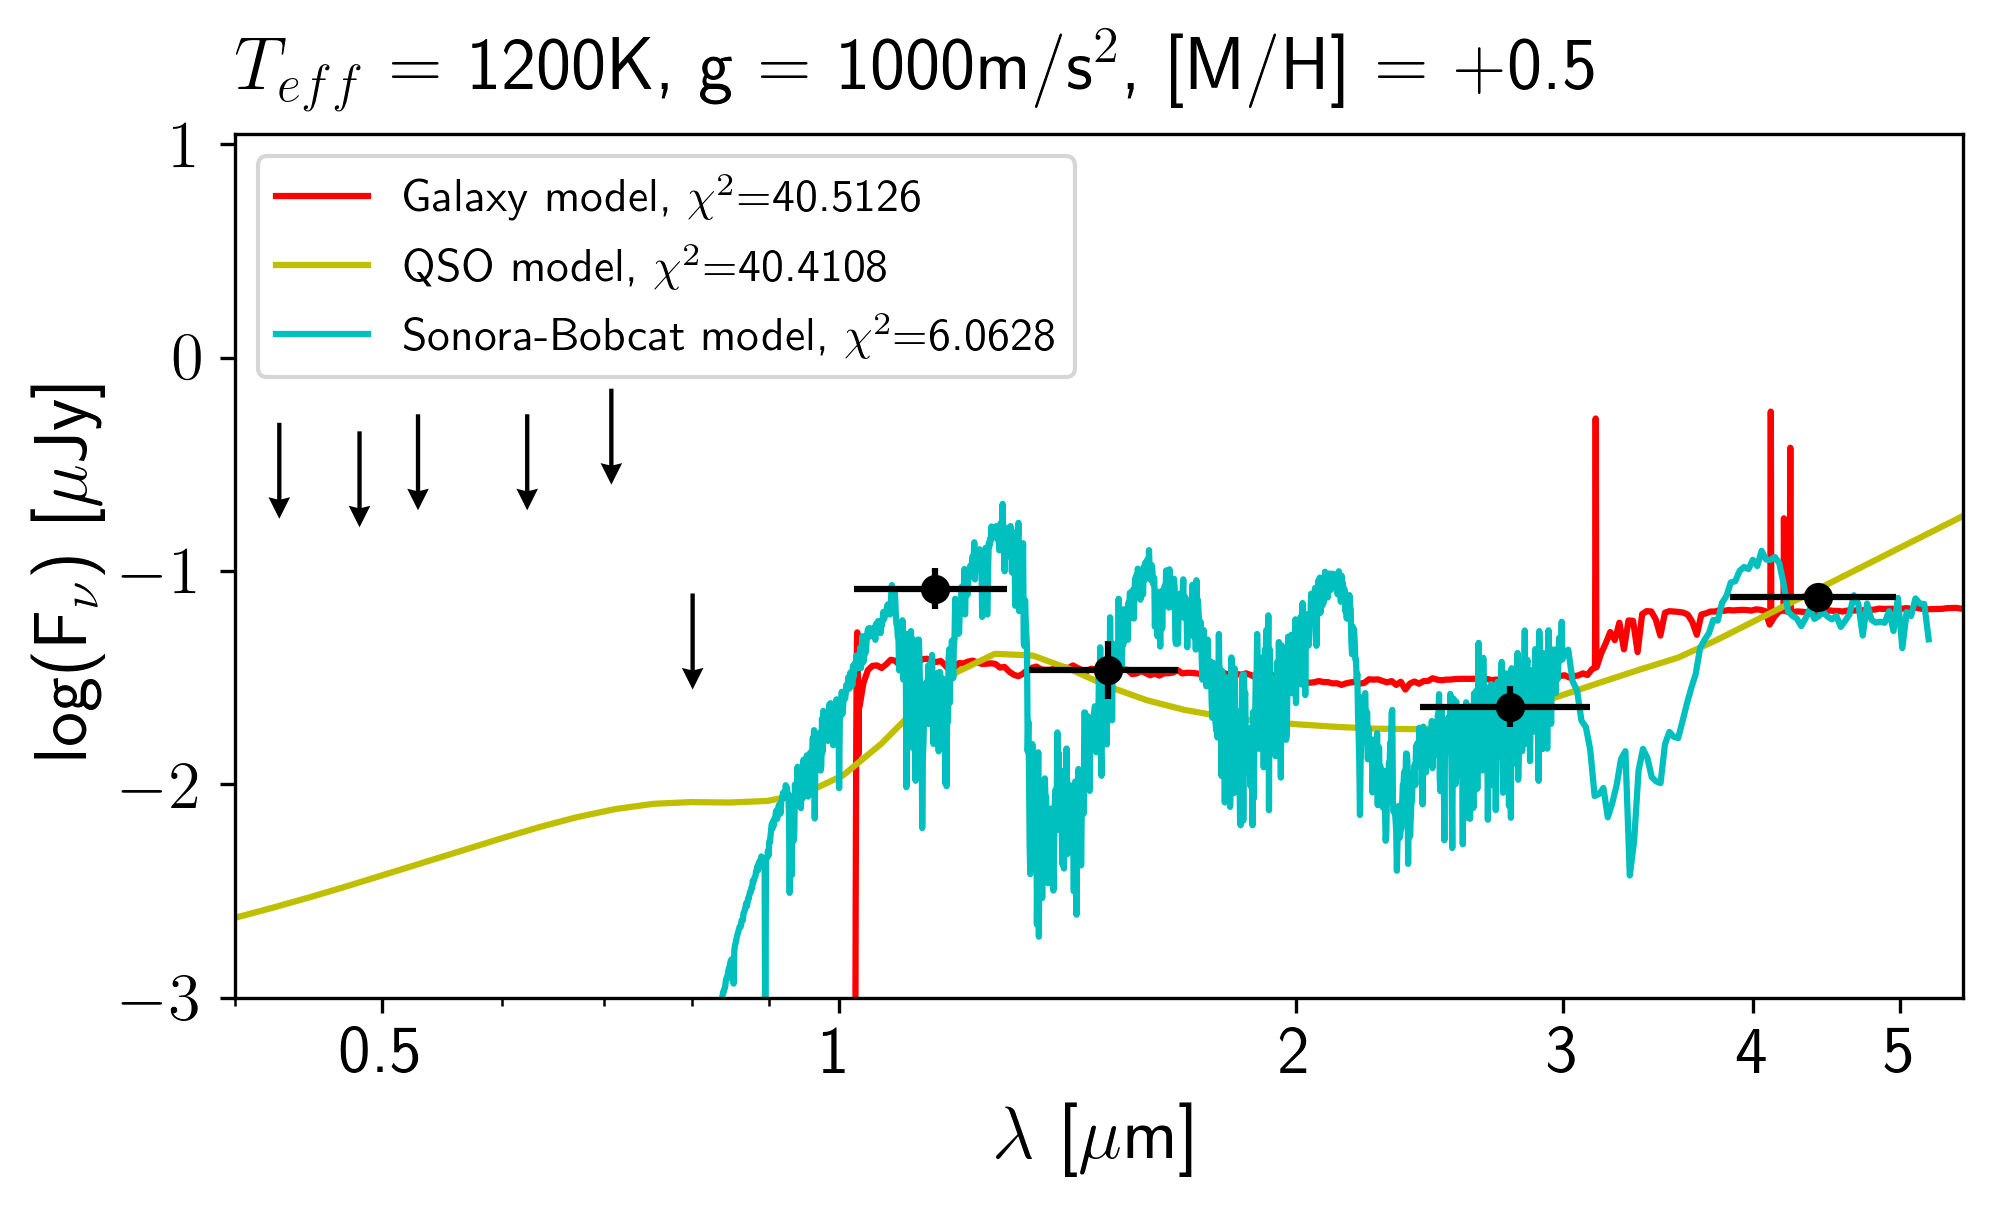 T_eff = 1200K, g = 1000m/s², [M/H] = +0.5
Galaxy model, χ²=40.5126
QSO model, χ²=40.4108
Sonora-Bobcat model, χ²=6.0628
log(F_ν) [μJy]
1
0
−1
−2
−3
0.5 1 2 3 4 5
λ [μm]